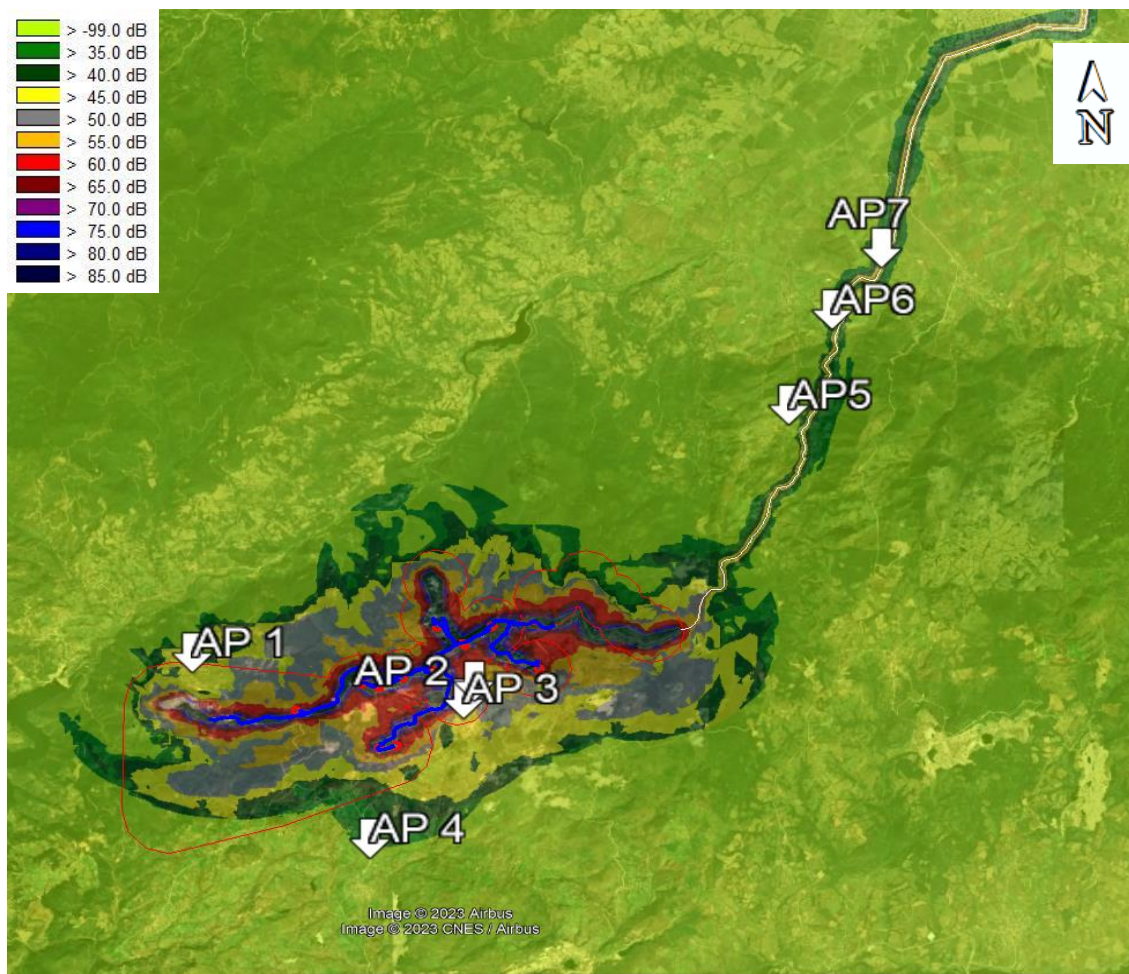 > -99.0 dB
> 35.0 dB
> 40.0 dB
> 45.0 dB
> 50.0 dB
> 55.0 dB
> 60.0 dB
> 65.0 dB
> 70.0 dB
> 75.0 dB
> 80.0 dB
> 85.0 dB
N
AP7
AP6
AP5
AP 1
AP 2
AP 3
AP 4
Image © 2023 Airbus
Image © 2023 CNES / Airbus